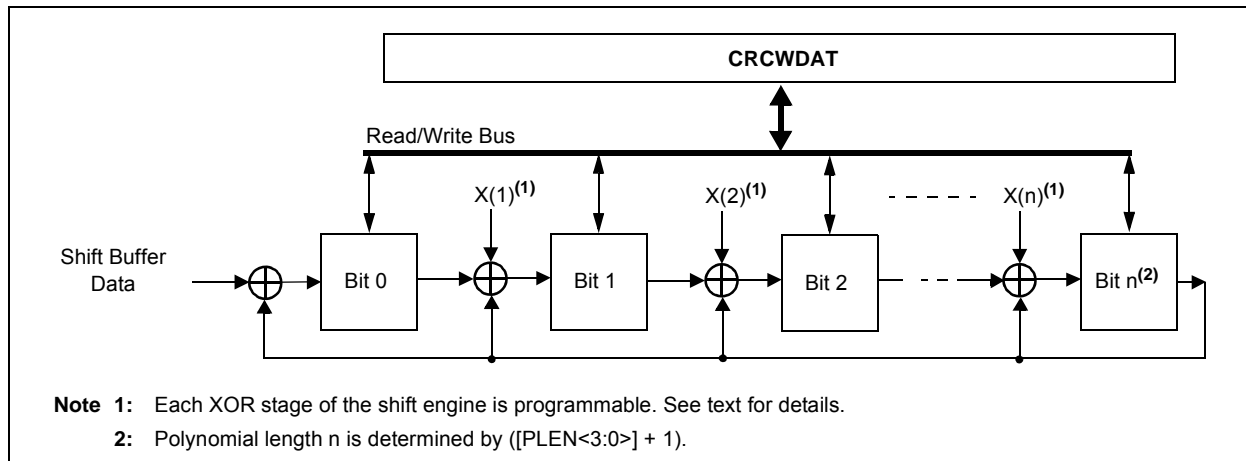 CRCWDAT
Read/Write Bus
X(1)(1)
X(2)(1)
X(n)(1)
Shift Buffer
Data
Bit 0
Bit 1
Bit 2
Bit n(2)
Note 1: Each XOR stage of the shift engine is programmable. See text for details.
2: Polynomial length n is determined by ([PLEN<3:0>] + 1).